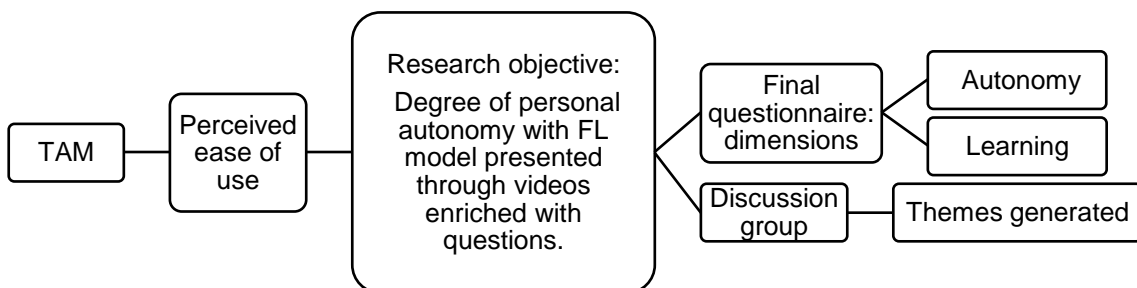 TAM
Perceived
ease of
use
Research objective:
Degree of personal
autonomy with FL
model presented
through videos
enriched with
questions.
Final
questionnaire:
dimensions
Autonomy
Learning
Discussion
group
Themes generated